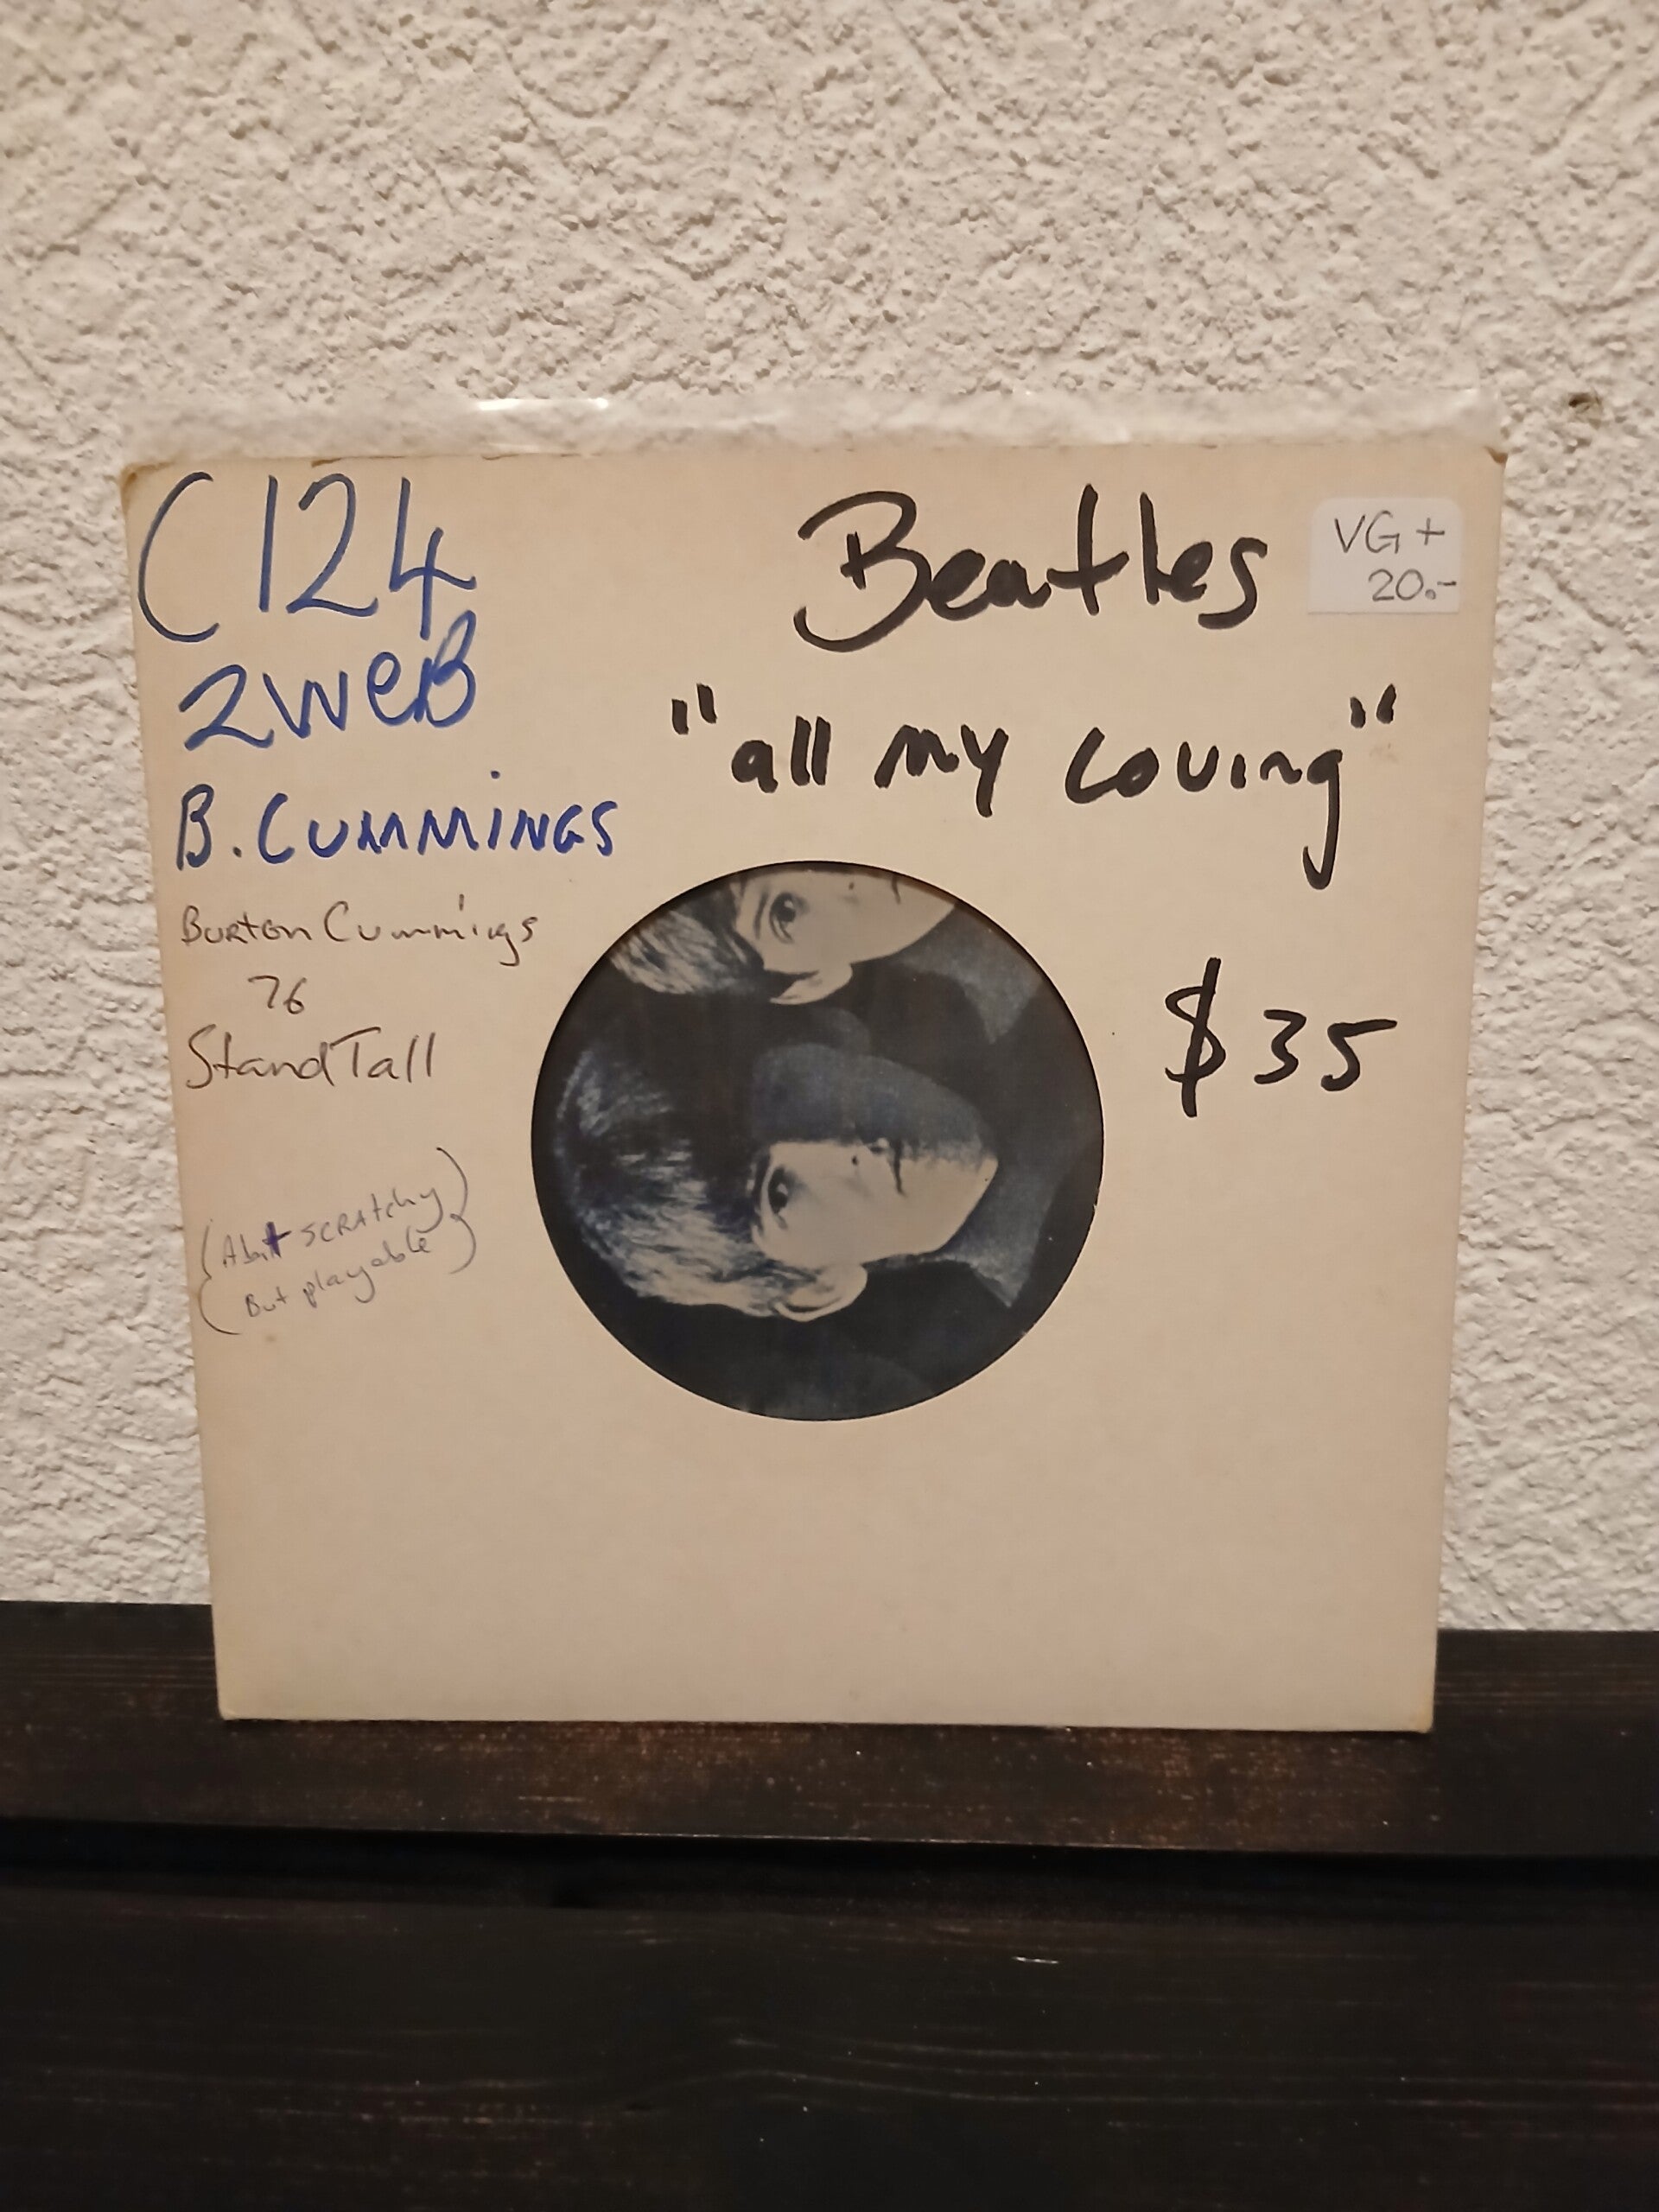 C124
2WEB
B. CUMMINGS
Burton Cummings
76
Stand Tall
(A bit SCRAtchy
But playable)
Beatles
"all my Loving"
$35
VG+
20.-